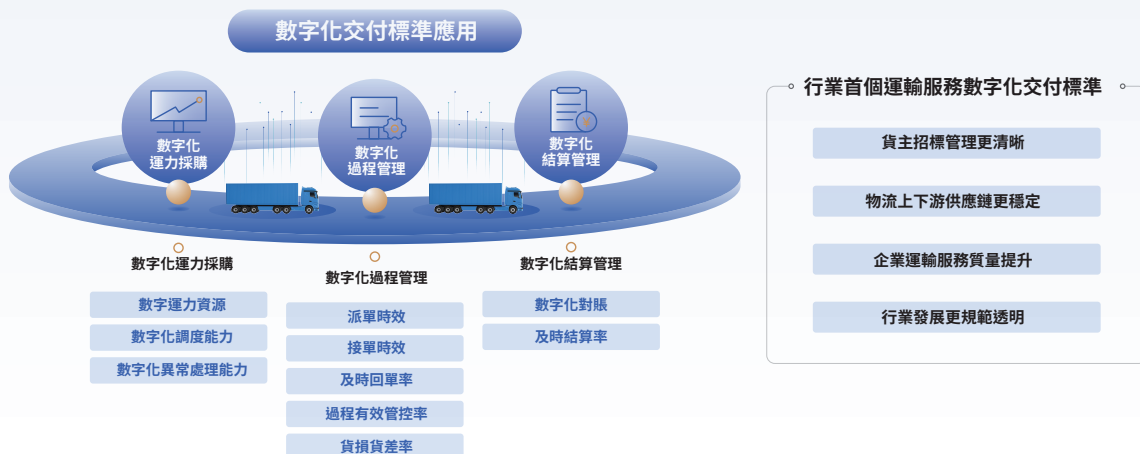 數字化交付標準應用
數字化
運力採購
數字化
過程管理
數字化
結算管理
數字化運力採購
數字運力資源
數字化調度能力
數字化異常處理能力
數字化過程管理
派單時效
接單時效
及時回單率
過程有效管控率
貨損貨差率
數字化結算管理
數字化對賬
及時結算率
行業首個運輸服務數字化交付標準
貨主招標管理更清晰
物流上下游供應鏈更穩定
企業運輸服務質量提升
行業發展更規範透明